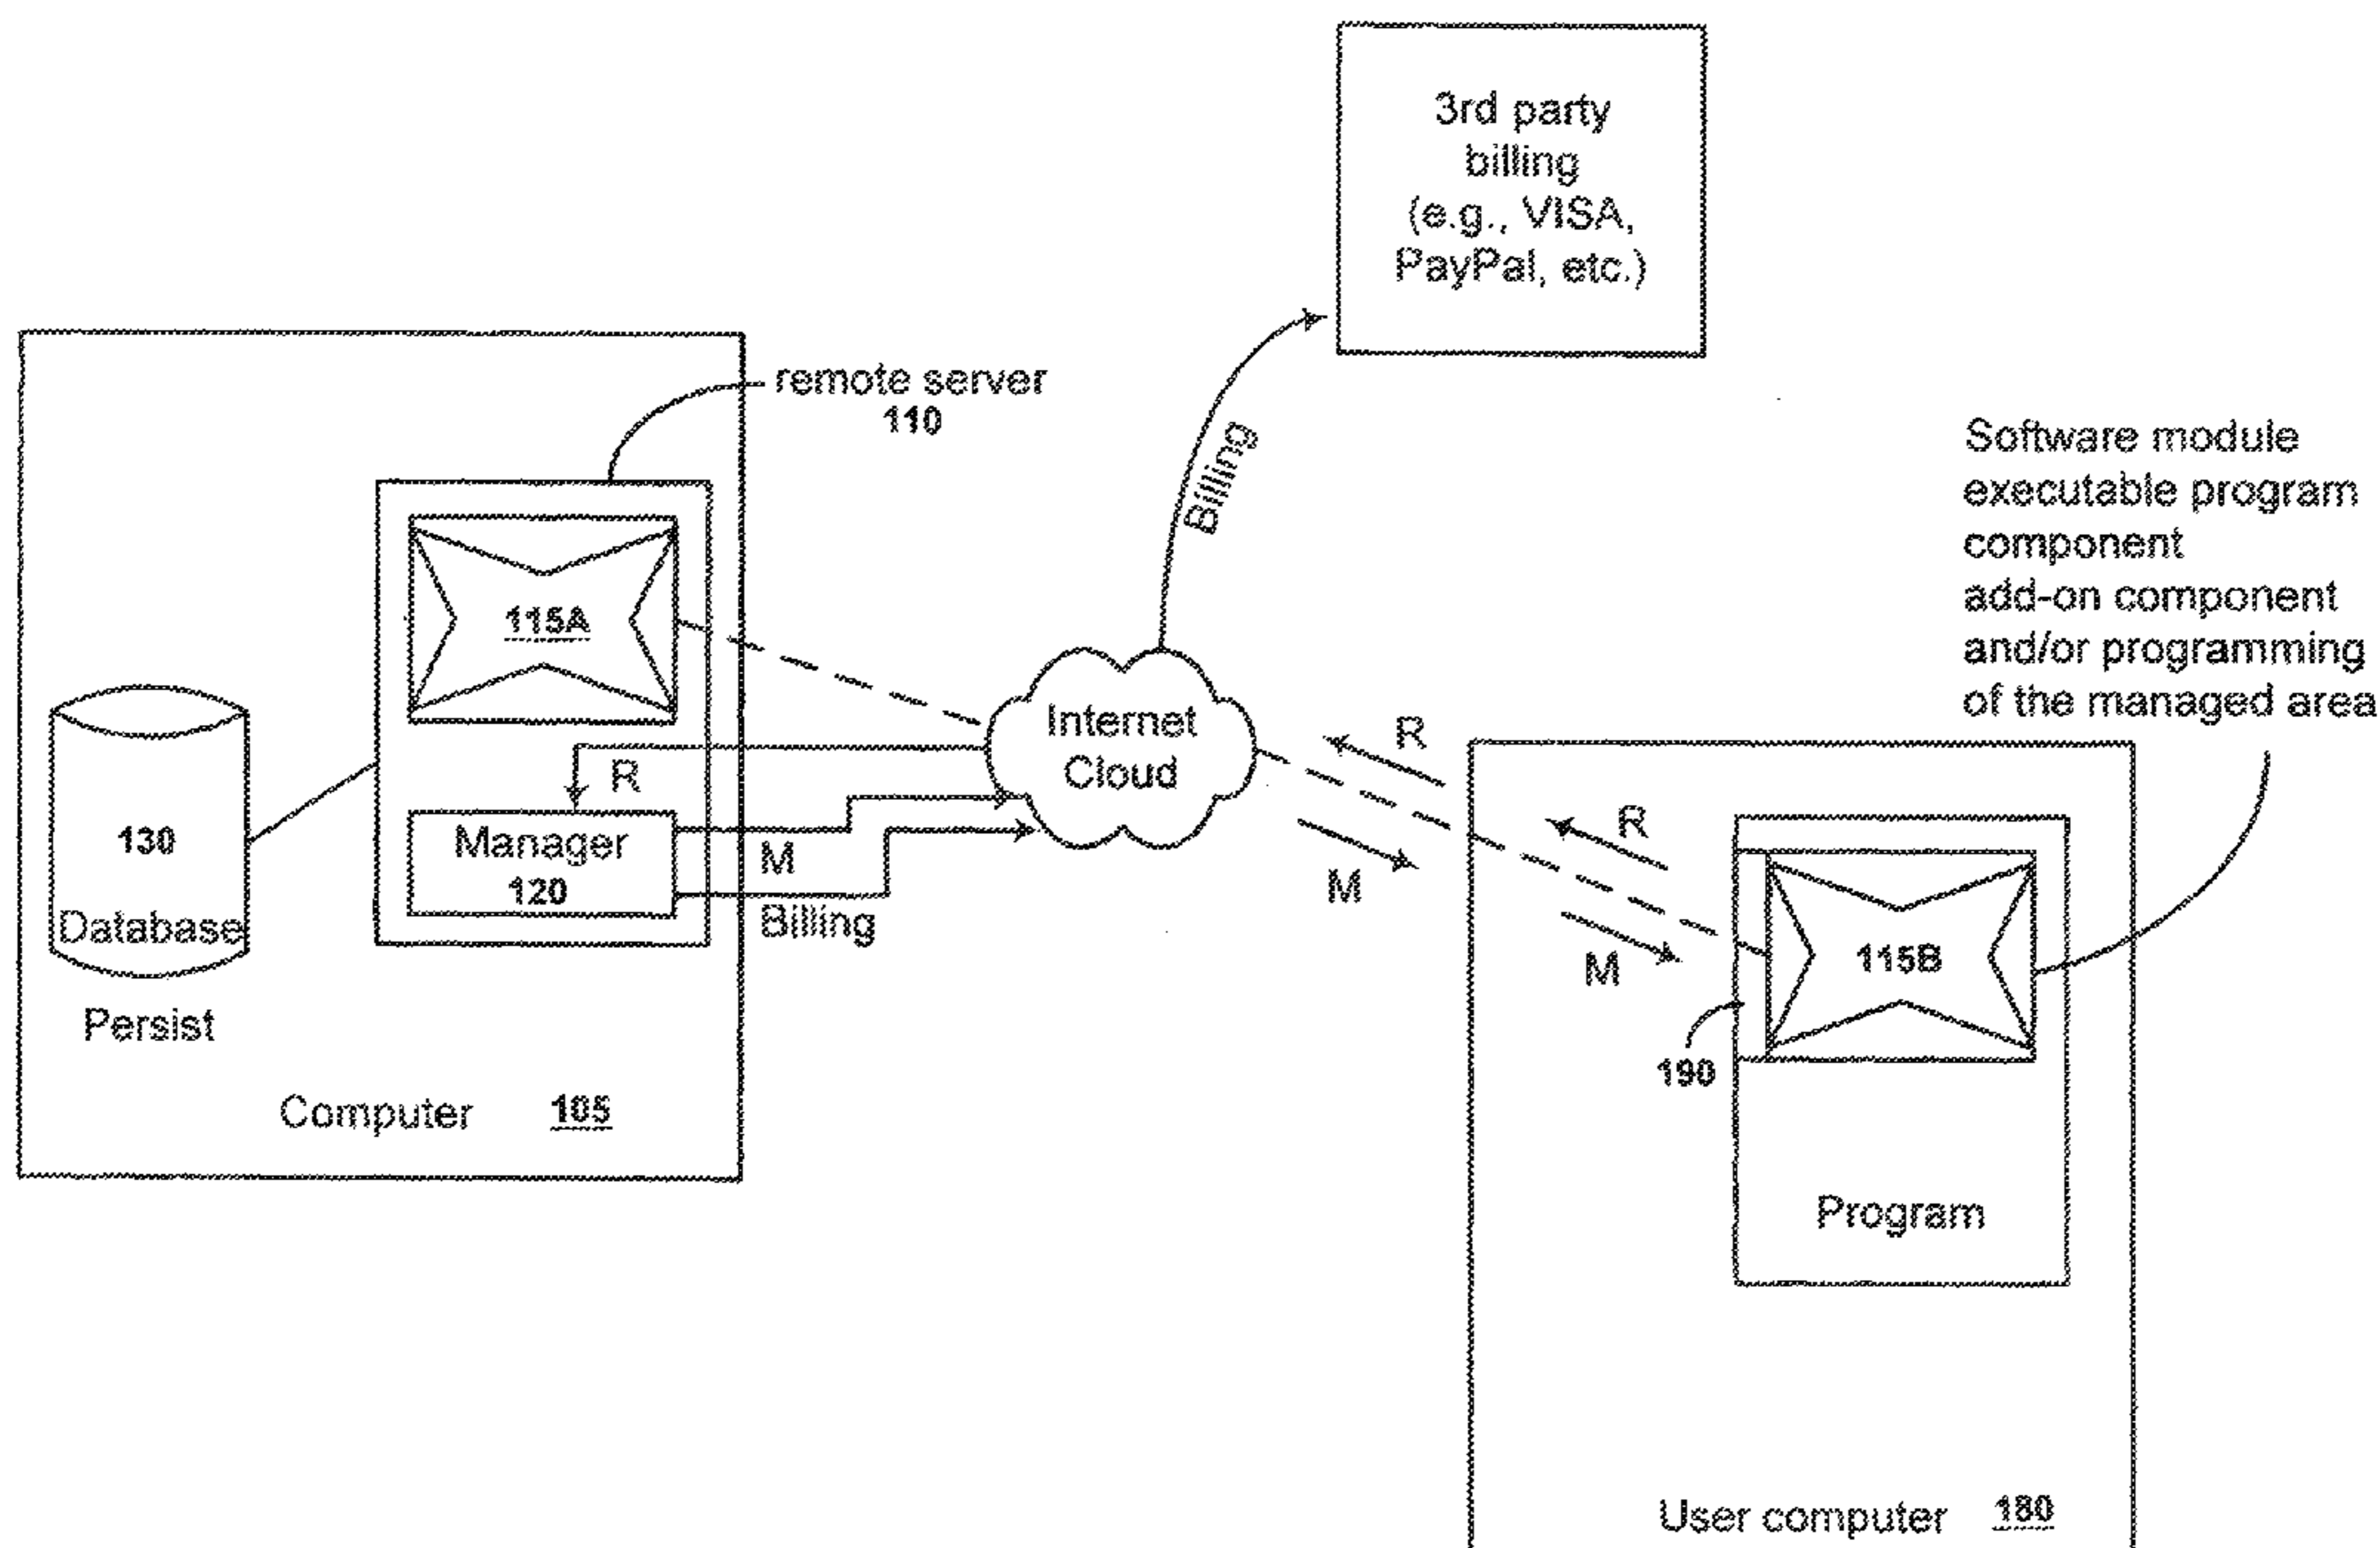 3rd party
billing
(e.g., VISA,
PayPal, etc.)
remote server
110
Billing
Software module
executable program
component
add-on component
and/or programming
of the managed area
115A
Internet
Cloud
R
R
Manager
120
M
Billing
130
Database
Persist
Computer 105
M
R
M
115B
190
Program
User computer 180